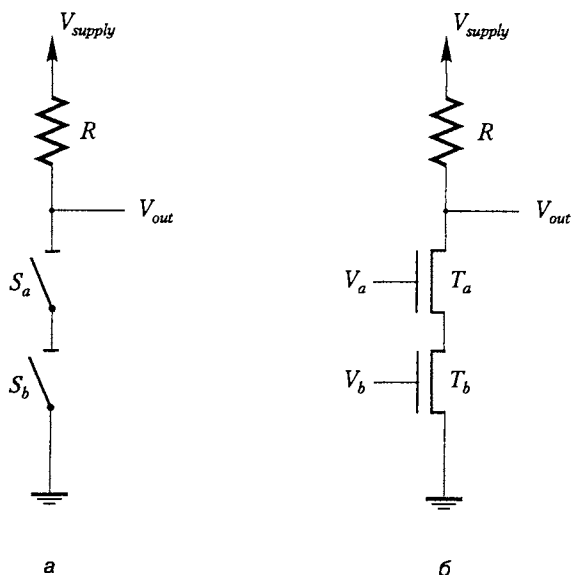 V_supply
R
V_out
S_a
S_b
а
V_supply
R
V_out
V_a
T_a
V_b
T_b
б